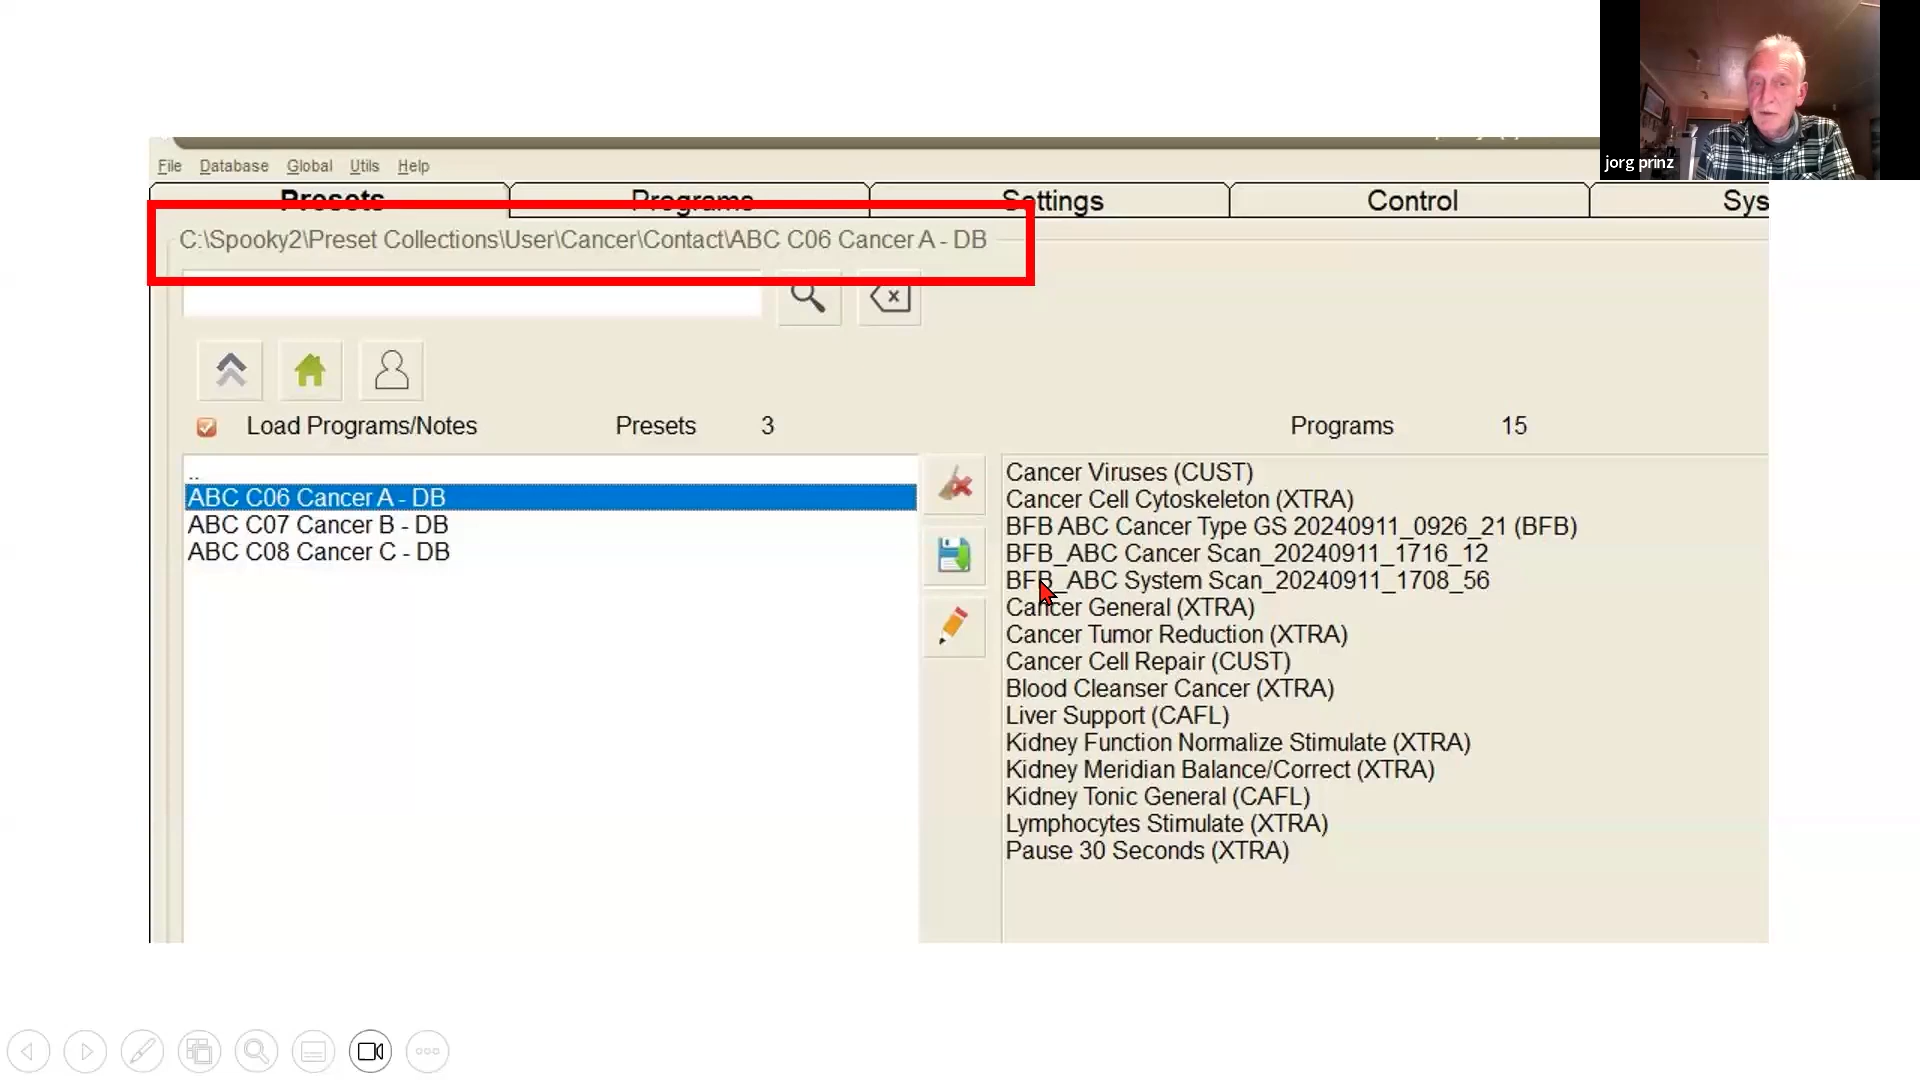 jorg prinz
File Database Global Utils Help
Presets Programs Settings Control Sys
C:\Spooky2\Preset Collections\User\Cancer\Contact\ABC C06 Cancer A - DB
Load Programs/Notes Presets 3 Programs 15
..
ABC C06 Cancer A - DB
ABC C07 Cancer B - DB
ABC C08 Cancer C - DB
Cancer Viruses (CUST)
Cancer Cell Cytoskeleton (XTRA)
BFB ABC Cancer Type GS 20240911_0926_21 (BFB)
BFB_ABC Cancer Scan_20240911_1716_12
BFB_ABC System Scan_20240911_1708_56
Cancer General (XTRA)
Cancer Tumor Reduction (XTRA)
Cancer Cell Repair (CUST)
Blood Cleanser Cancer (XTRA)
Liver Support (CAFL)
Kidney Function Normalize Stimulate (XTRA)
Kidney Meridian Balance/Correct (XTRA)
Kidney Tonic General (CAFL)
Lymphocytes Stimulate (XTRA)
Pause 30 Seconds (XTRA)